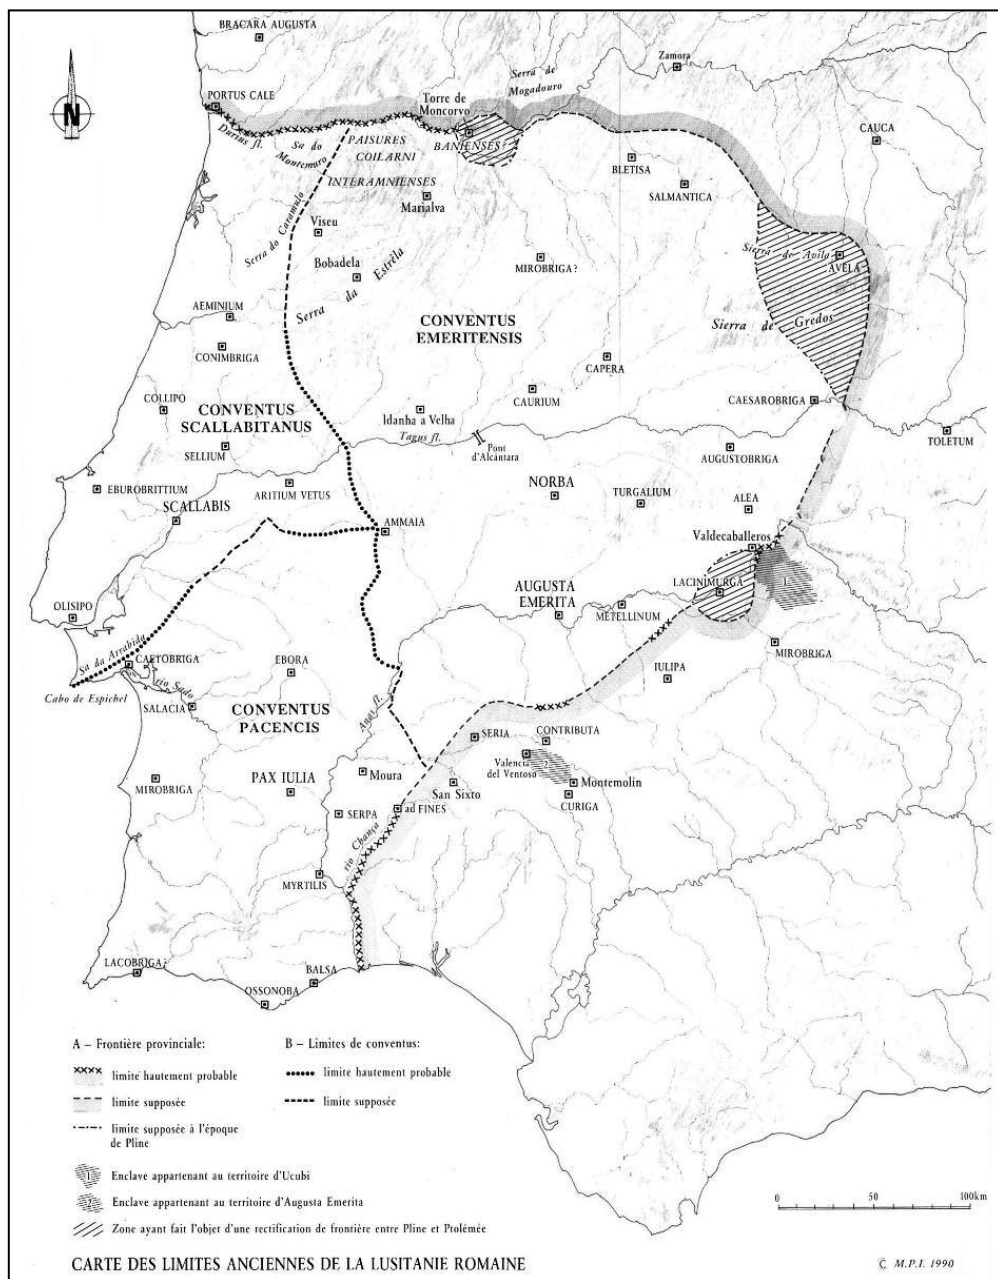 BRACARA AUGUSTA
Zamora
Serra de
Mogadouro
PORTUS CALE
Torre de
Moncorvo
CAUCA
Durius fl.
Sa do
Montemuro
PAISURES
COILARNI
BANIENSES
BLETISA
INTERAMNIENSES
SALMANTICA
Marialva
Serra do Caramulo
Viseu
Sierra de Avila
AVELA
Bobadela
MIROBRIGA?
Serra da Estrêla
AEMINIUM
CONVENTUS
EMERITENSIS
Sierra de Gredos
CONIMBRIGA
CAPERA
COLLIPO
CONVENTUS
SCALLABITANUS
Idanha a Velha
CAURIUM
CAESAROBRIGA
Tagus fl.
Pont
d'Alcantara
TOLETUM
SELLIUM
AUGUSTOBRIGA
EBUROBRITTIUM
ARITIUM VETUS
NORBA
TURGALIUM
ALEA
SCALLABIS
AMMAIA
Valdecaballeros
1
AUGUSTA
EMERITA
LACINIMURGA
OLISIPO
METELLINUM
MIROBRIGA
Sa da Arrabida
CAETOBRIGA
EBORA
IULIPA
Cabo de Espichel
rio Sado
SALACIA
CONVENTUS
PACENCIS
Anas fl.
SERIA
CONTRIBUTA
Valencia
del Ventoso
2
MIROBRIGA
PAX IULIA
Moura
San Sixto
Montemolin
CURIGA
SERPA
ad FINES
rio Chança
MYRTILIS
LACOBRIGA
BALSA
OSSONOBA
A – Frontière provinciale:
limite hautement probable
limite supposée
limite supposée à l'époque
de Pline
B – Limites de conventus:
limite hautement probable
limite supposée
1 Enclave appartenant au territoire d'Ucubi
2 Enclave appartenant au territoire d'Augusta Emerita
Zone ayant fait l'objet d'une rectification de frontière entre Pline et Ptolémée
0 50 100km
CARTE DES LIMITES ANCIENNES DE LA LUSITANIE ROMAINE
© M.P.I. 1990
N